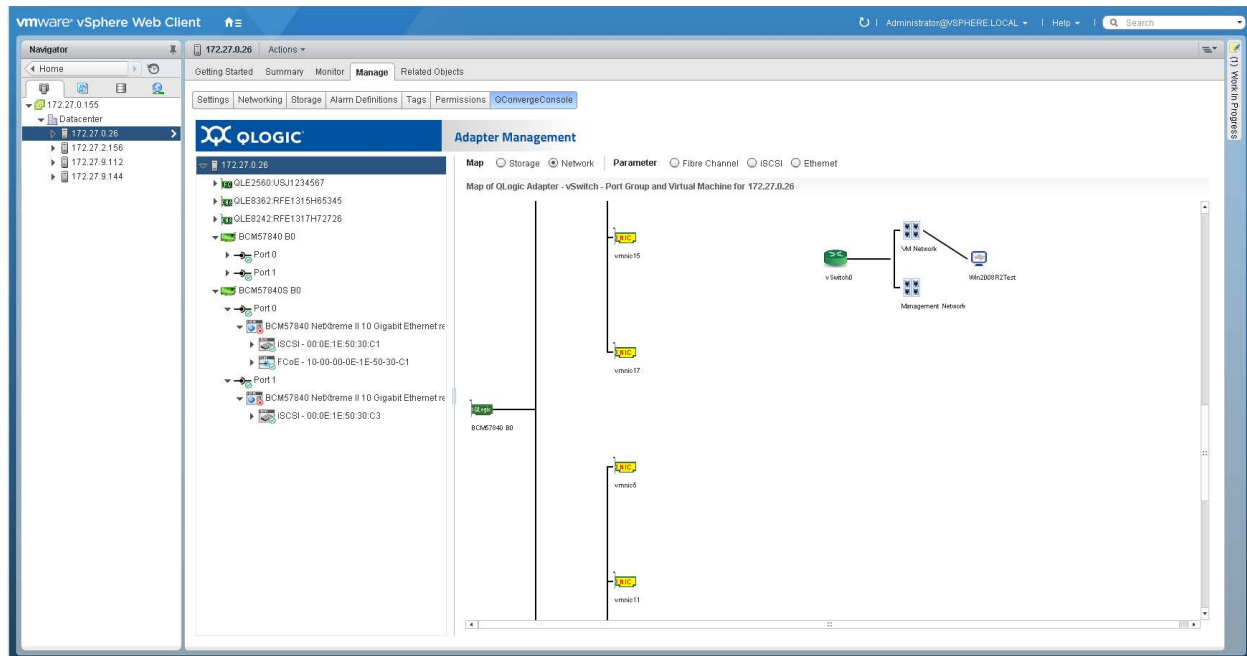 vmware® vSphere Web Client
Administrator@VSPHERE.LOCAL
Help
Search
Navigator
Home
172.27.0.155
Datacenter
172.27.0.26
172.27.2.156
172.27.9.112
172.27.9.144
172.27.0.26 Actions
Getting Started Summary Monitor Manage Related Objects
Settings Networking Storage Alarm Definitions Tags Permissions QConvergeConsole
QLOGIC
Adapter Management
172.27.0.26
QLE2560:USJ1234567
QLE8362:RFE1315H65345
QLE8242:RFE1317H72726
BCM57840 B0
Port 0
Port 1
BCM57840S B0
Port 0
BCM57840 NetXtreme II 10 Gigabit Ethernet re
iSCSI - 00:0E:1E:50:30:C1
FCoE - 10-00-00-0E-1E-50-30-C1
Port 1
BCM57840 NetXtreme II 10 Gigabit Ethernet re
iSCSI - 00:0E:1E:50:30:C3
Map Storage Network Parameter Fibre Channel iSCSI Ethernet
Map of QLogic Adapter - vSwitch - Port Group and Virtual Machine for 172.27.0.26
NIC
vmnic15
NIC
vmnic17
QLogic
BCM57840 B0
NIC
vmnic5
NIC
vmnic11
vSwitch0
VM Network
Management Network
Win2008R2Test
(1) Work In Progress